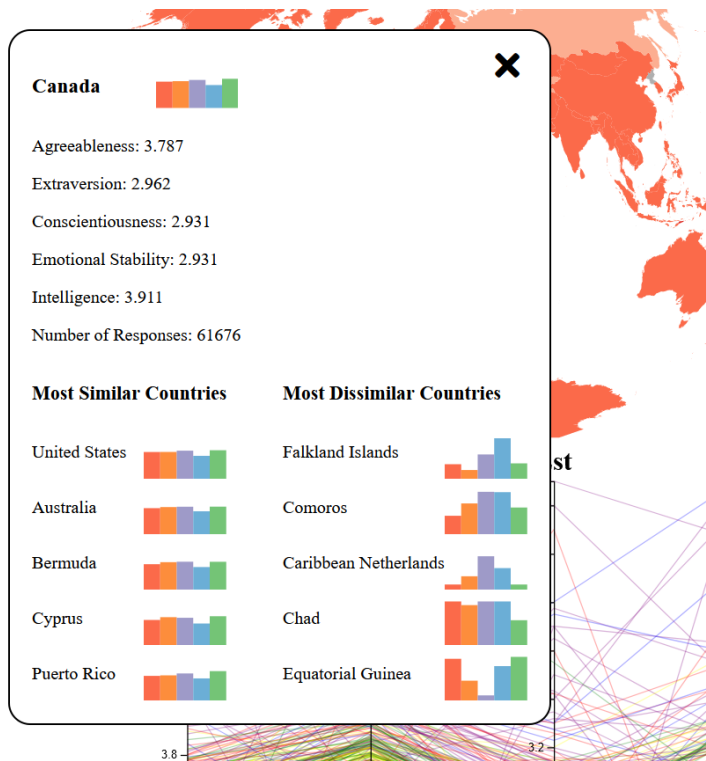 Canada
Agreeableness: 3.787
Extraversion: 2.962
Conscientiousness: 2.931
Emotional Stability: 2.931
Intelligence: 3.911
Number of Responses: 61676
Most Similar Countries
United States
Australia
Bermuda
Cyprus
Puerto Rico
Most Dissimilar Countries
Falkland Islands
Comoros
Caribbean Netherlands
Chad
Equatorial Guinea
st
3.8
3.2